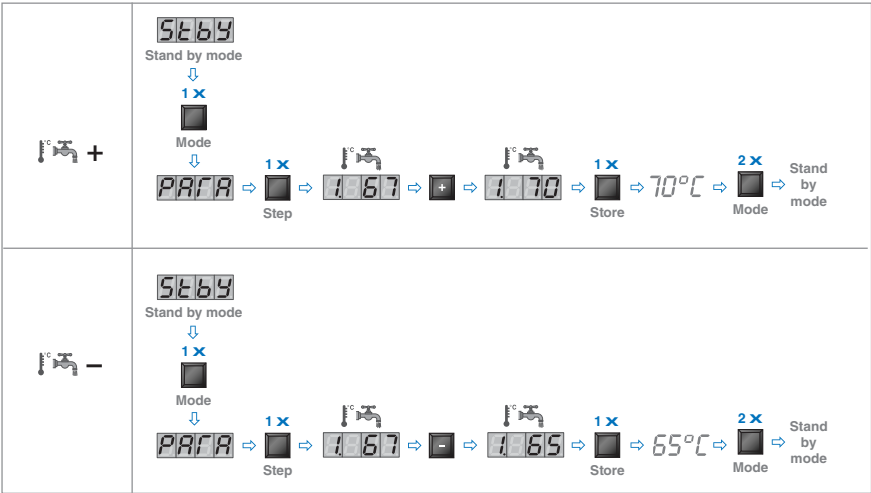 Stby
Stand by mode
1 X
Mode
PARA
1 X
Step
°C
1. 67
+
°C
1. 70
1 X
Store
70°C
2 X
Mode
Stand
by
mode
°C
+
Stby
Stand by mode
1 X
Mode
PARA
1 X
Step
°C
1. 67
-
°C
1. 65
1 X
Store
65°C
2 X
Mode
Stand
by
mode
°C
–